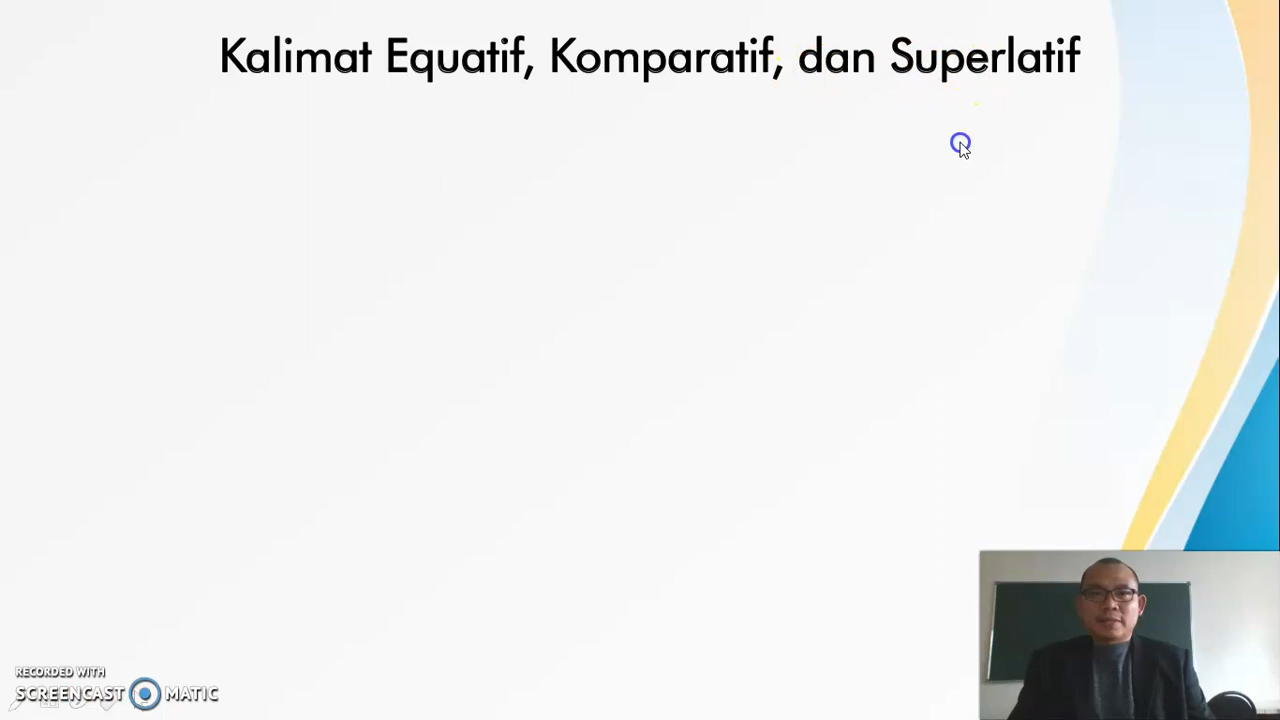 Kalimat Equatif, Komparatif, dan Superlatif
RECORDED WITH
SCREENCAST MATIC